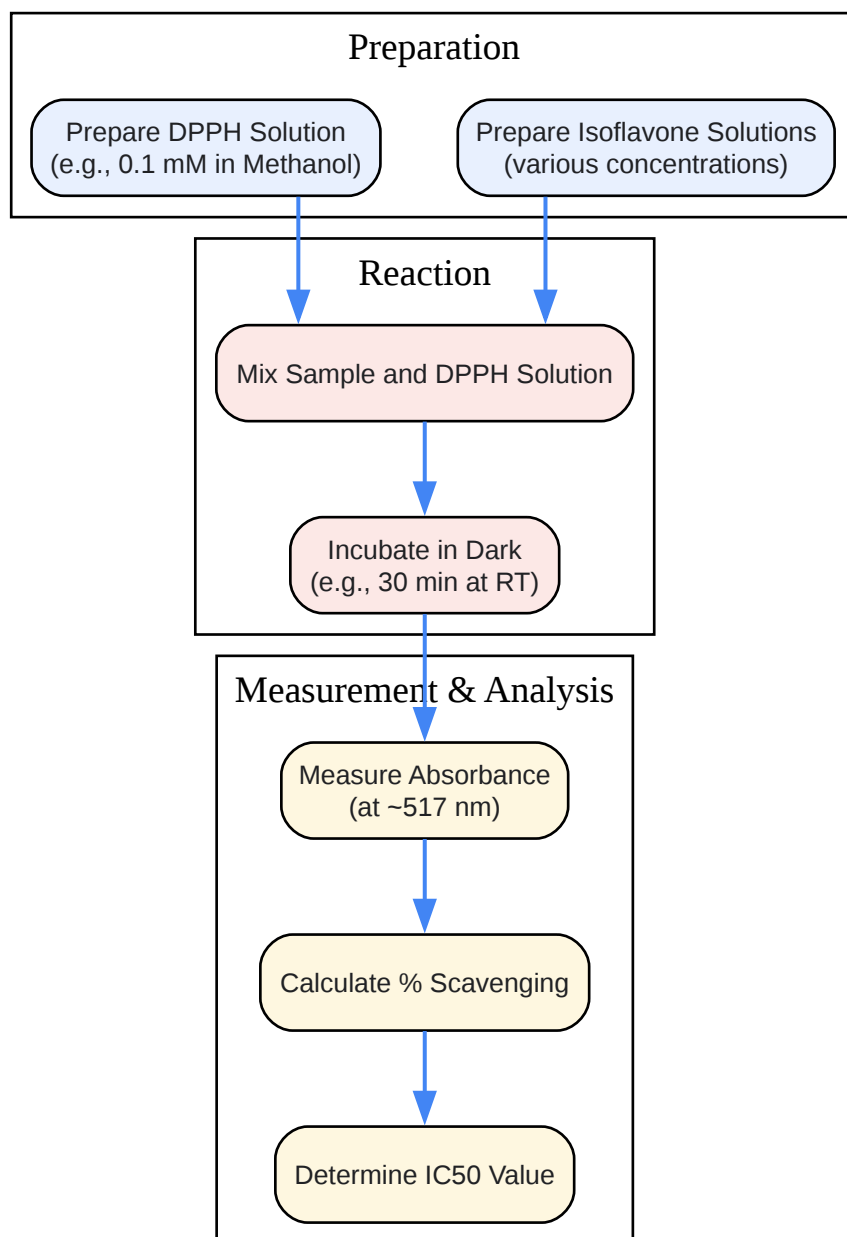 Preparation
Prepare DPPH Solution
(e.g., 0.1 mM in Methanol)
Prepare Isoflavone Solutions
(various concentrations)
Reaction
Mix Sample and DPPH Solution
Incubate in Dark
(e.g., 30 min at RT)
Measurement & Analysis
Measure Absorbance
(at ~517 nm)
Calculate % Scavenging
Determine IC50 Value